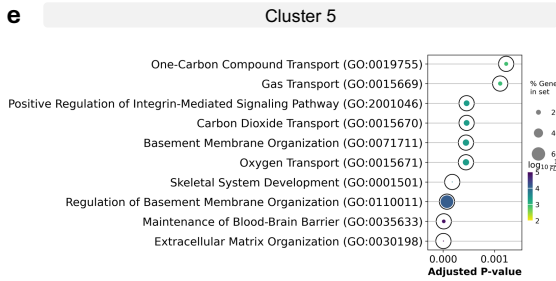 e
Cluster 5
One-Carbon Compound Transport (GO:0019755)
Gas Transport (GO:0015669)
Positive Regulation of Integrin-Mediated Signaling Pathway (GO:2001046)
Carbon Dioxide Transport (GO:0015670)
Basement Membrane Organization (GO:0071711)
Oxygen Transport (GO:0015671)
Skeletal System Development (GO:0001501)
Regulation of Basement Membrane Organization (GO:0110011)
Maintenance of Blood-Brain Barrier (GO:0035633)
Extracellular Matrix Organization (GO:0030198)
0.000 0.001
Adjusted P-value
% Gene
in set
2
4
6
log10
5
4
3
2